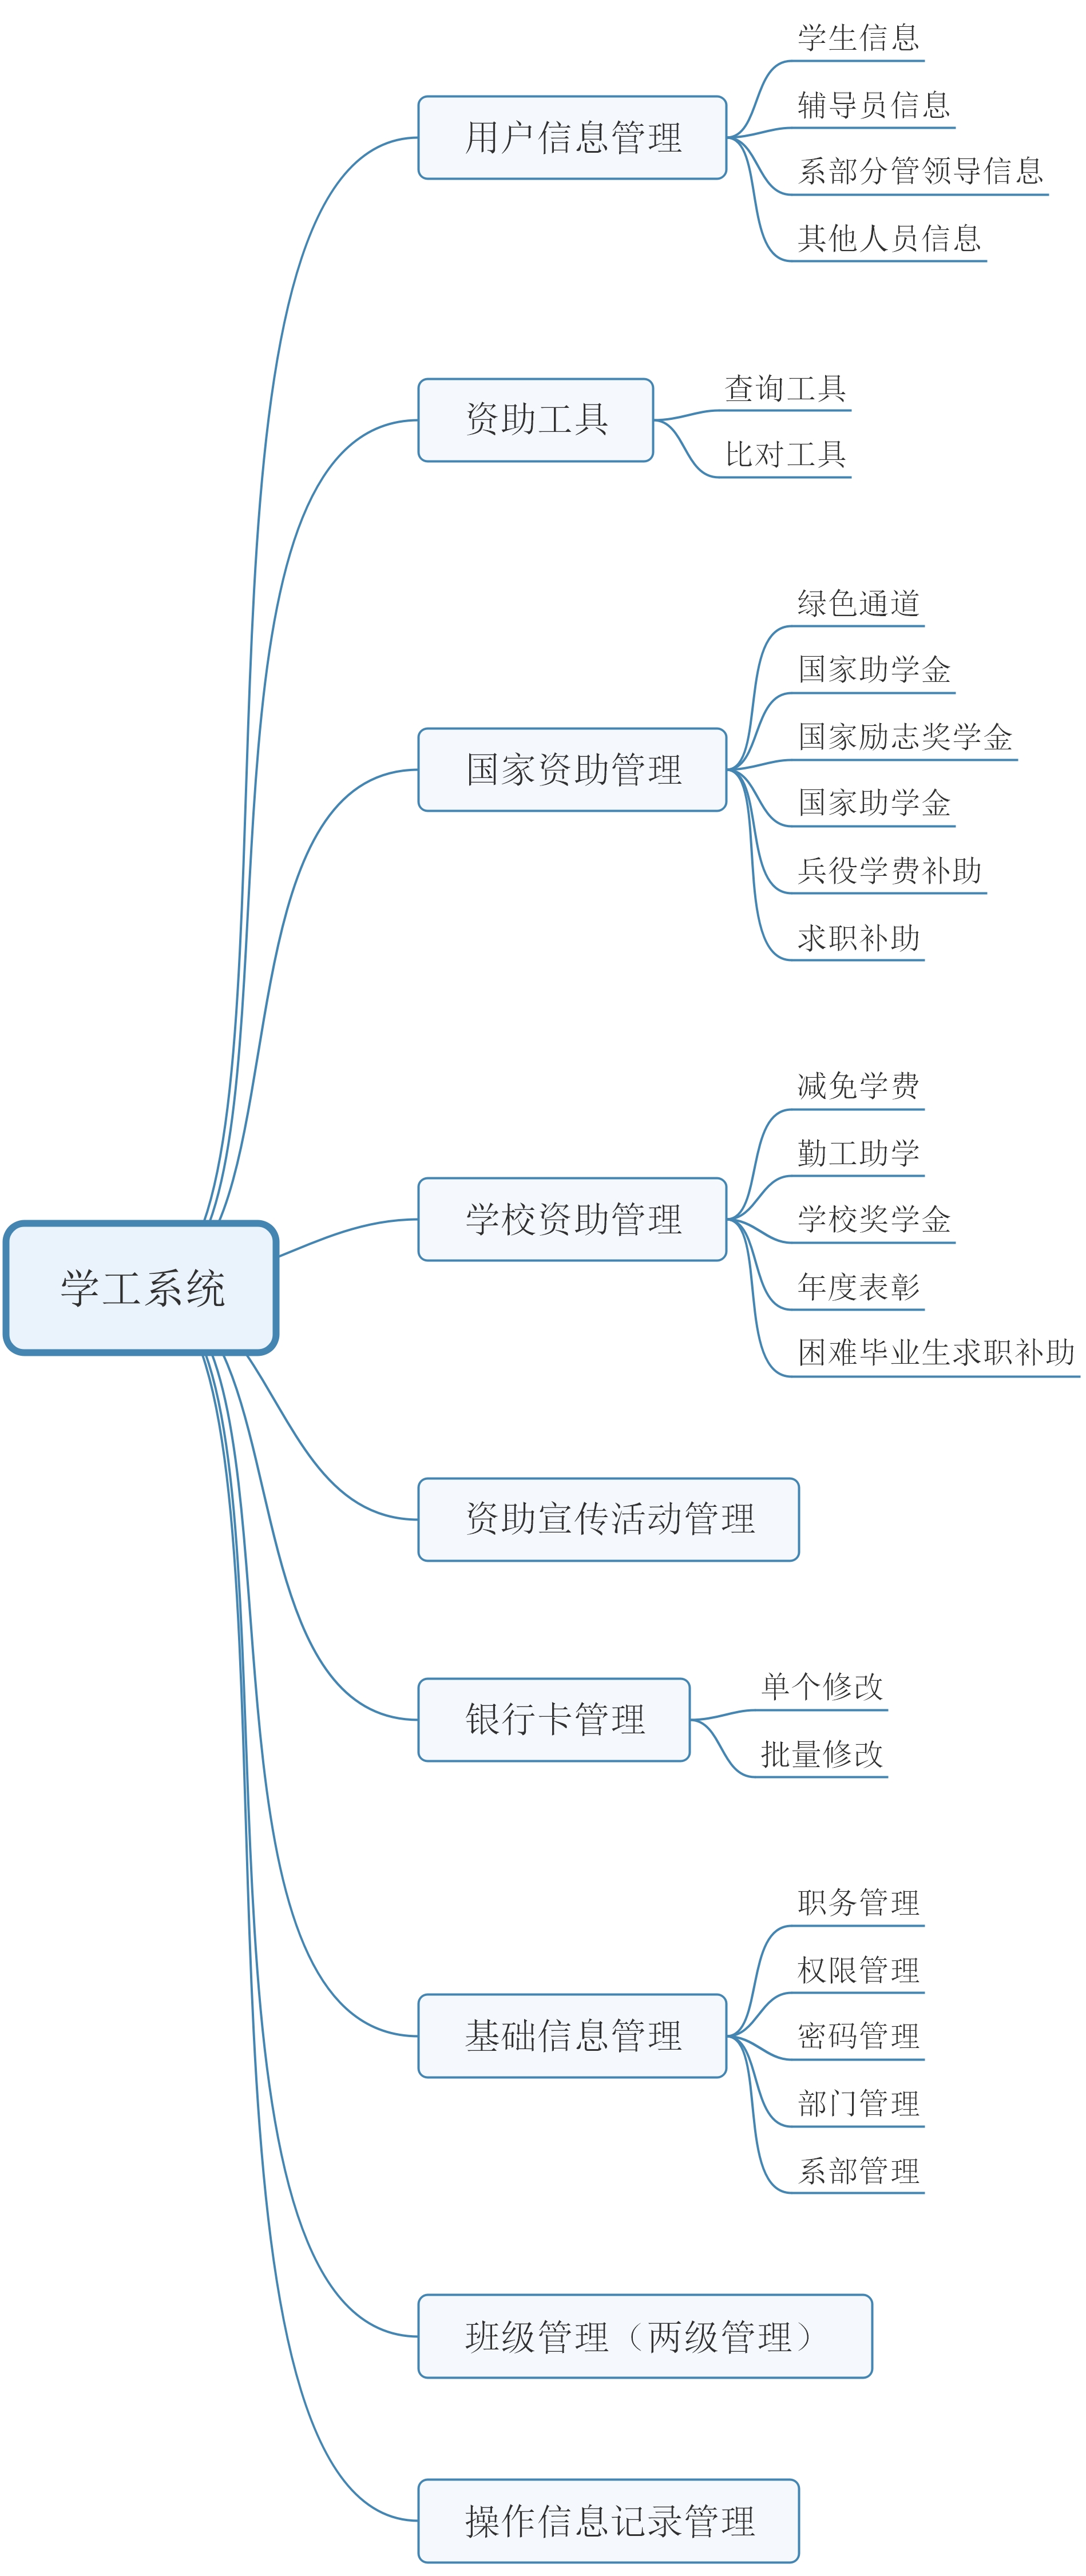 学工系统
用户信息管理
学生信息
辅导员信息
系部分管领导信息
其他人员信息
资助工具
查询工具
比对工具
国家资助管理
绿色通道
国家助学金
国家励志奖学金
国家助学金
兵役学费补助
求职补助
学校资助管理
减免学费
勤工助学
学校奖学金
年度表彰
困难毕业生求职补助
资助宣传活动管理
银行卡管理
单个修改
批量修改
基础信息管理
职务管理
权限管理
密码管理
部门管理
系部管理
班级管理（两级管理）
操作信息记录管理